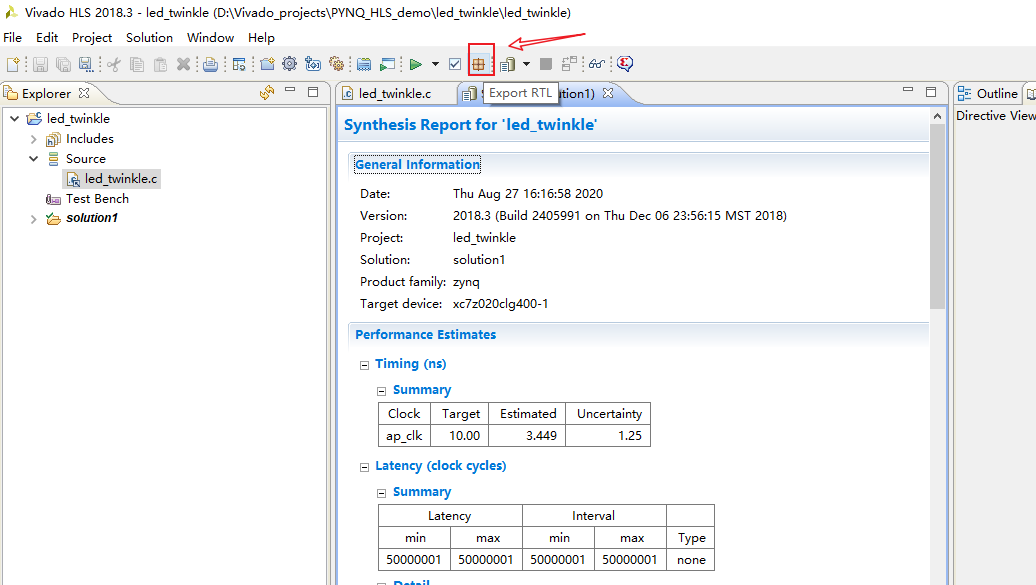 Vivado HLS 2018.3 - led_twinkle (D:\Vivado_projects\PYNQ_HLS_demo\led_twinkle\led_twinkle)
File Edit Project Solution Window Help
Explorer
led_twinkle.c
ution1)
Outline
Export RTL
led_twinkle
Includes
Source
led_twinkle.c
Test Bench
solution1
Directive View
Synthesis Report for 'led_twinkle'
General Information
Date: Thu Aug 27 16:16:58 2020
Version: 2018.3 (Build 2405991 on Thu Dec 06 23:56:15 MST 2018)
Project: led_twinkle
Solution: solution1
Product family: zynq
Target device: xc7z020clg400-1
Performance Estimates
Timing (ns)
Summary
Clock Target Estimated Uncertainty
ap_clk 10.00 3.449 1.25
Latency (clock cycles)
Summary
Latency Interval
min max min max Type
50000001 50000001 50000001 50000001 none
Detail